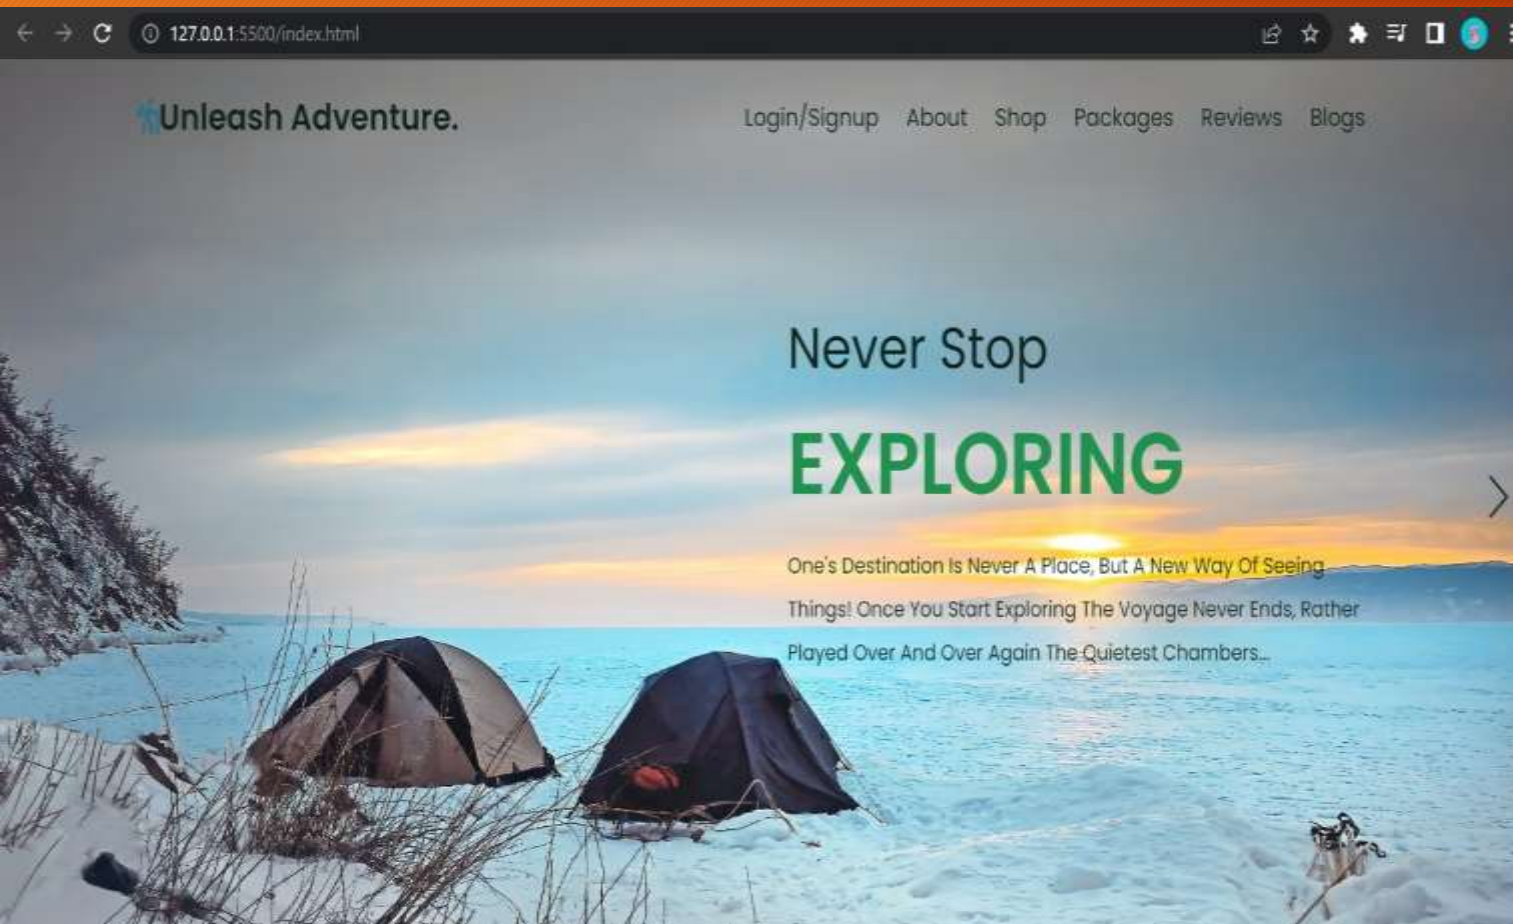 127.0.0.1:5500/index.html
Unleash Adventure.
Login/Signup About Shop Packages Reviews Blogs
Never Stop
EXPLORING
One's Destination Is Never A Place, But A New Way Of Seeing
Things! Once You Start Exploring The Voyage Never Ends, Rather
Played Over And Over Again The Quietest Chambers...